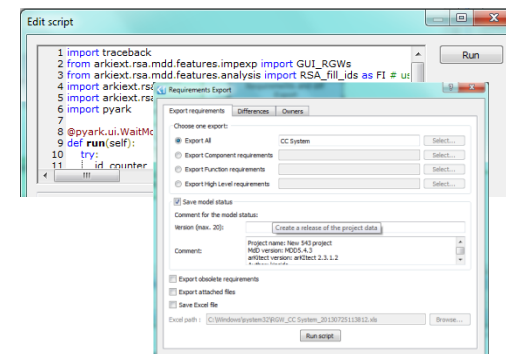 Edit script
1 import traceback
2 from arkiext.rsa.mdd.features.impexp import GUI_RGWs
3 from arkiext.rsa.mdd.features.analysis import RSA_fill_ids as FI # us
4 import arkiext.rsa
5 import arkiext.rsa
6 import pyark
7
8 @pyark.ui.WaitMo
9 def run(self):
10 try:
11 id_counter
Run
Requirements Export
Export requirements Differences Owners
Choose one export:
Export All CC System Select...
Export Component requirements Select...
Export Function requirements Select...
Export High Level requirements Select...
Save model status
Comment for the model status:
Version (max. 20): Create a release of the project data
Project name: New 543 project
MdD version: MDD5.4.3
Comment: arKItect version: arKItect 2.3.1.2
Export obsolete requirements
Export attached files
Save Excel file
Excel path : C:\Windows\system32\RGW_CC System_20130725113812.xls Browse...
Run script